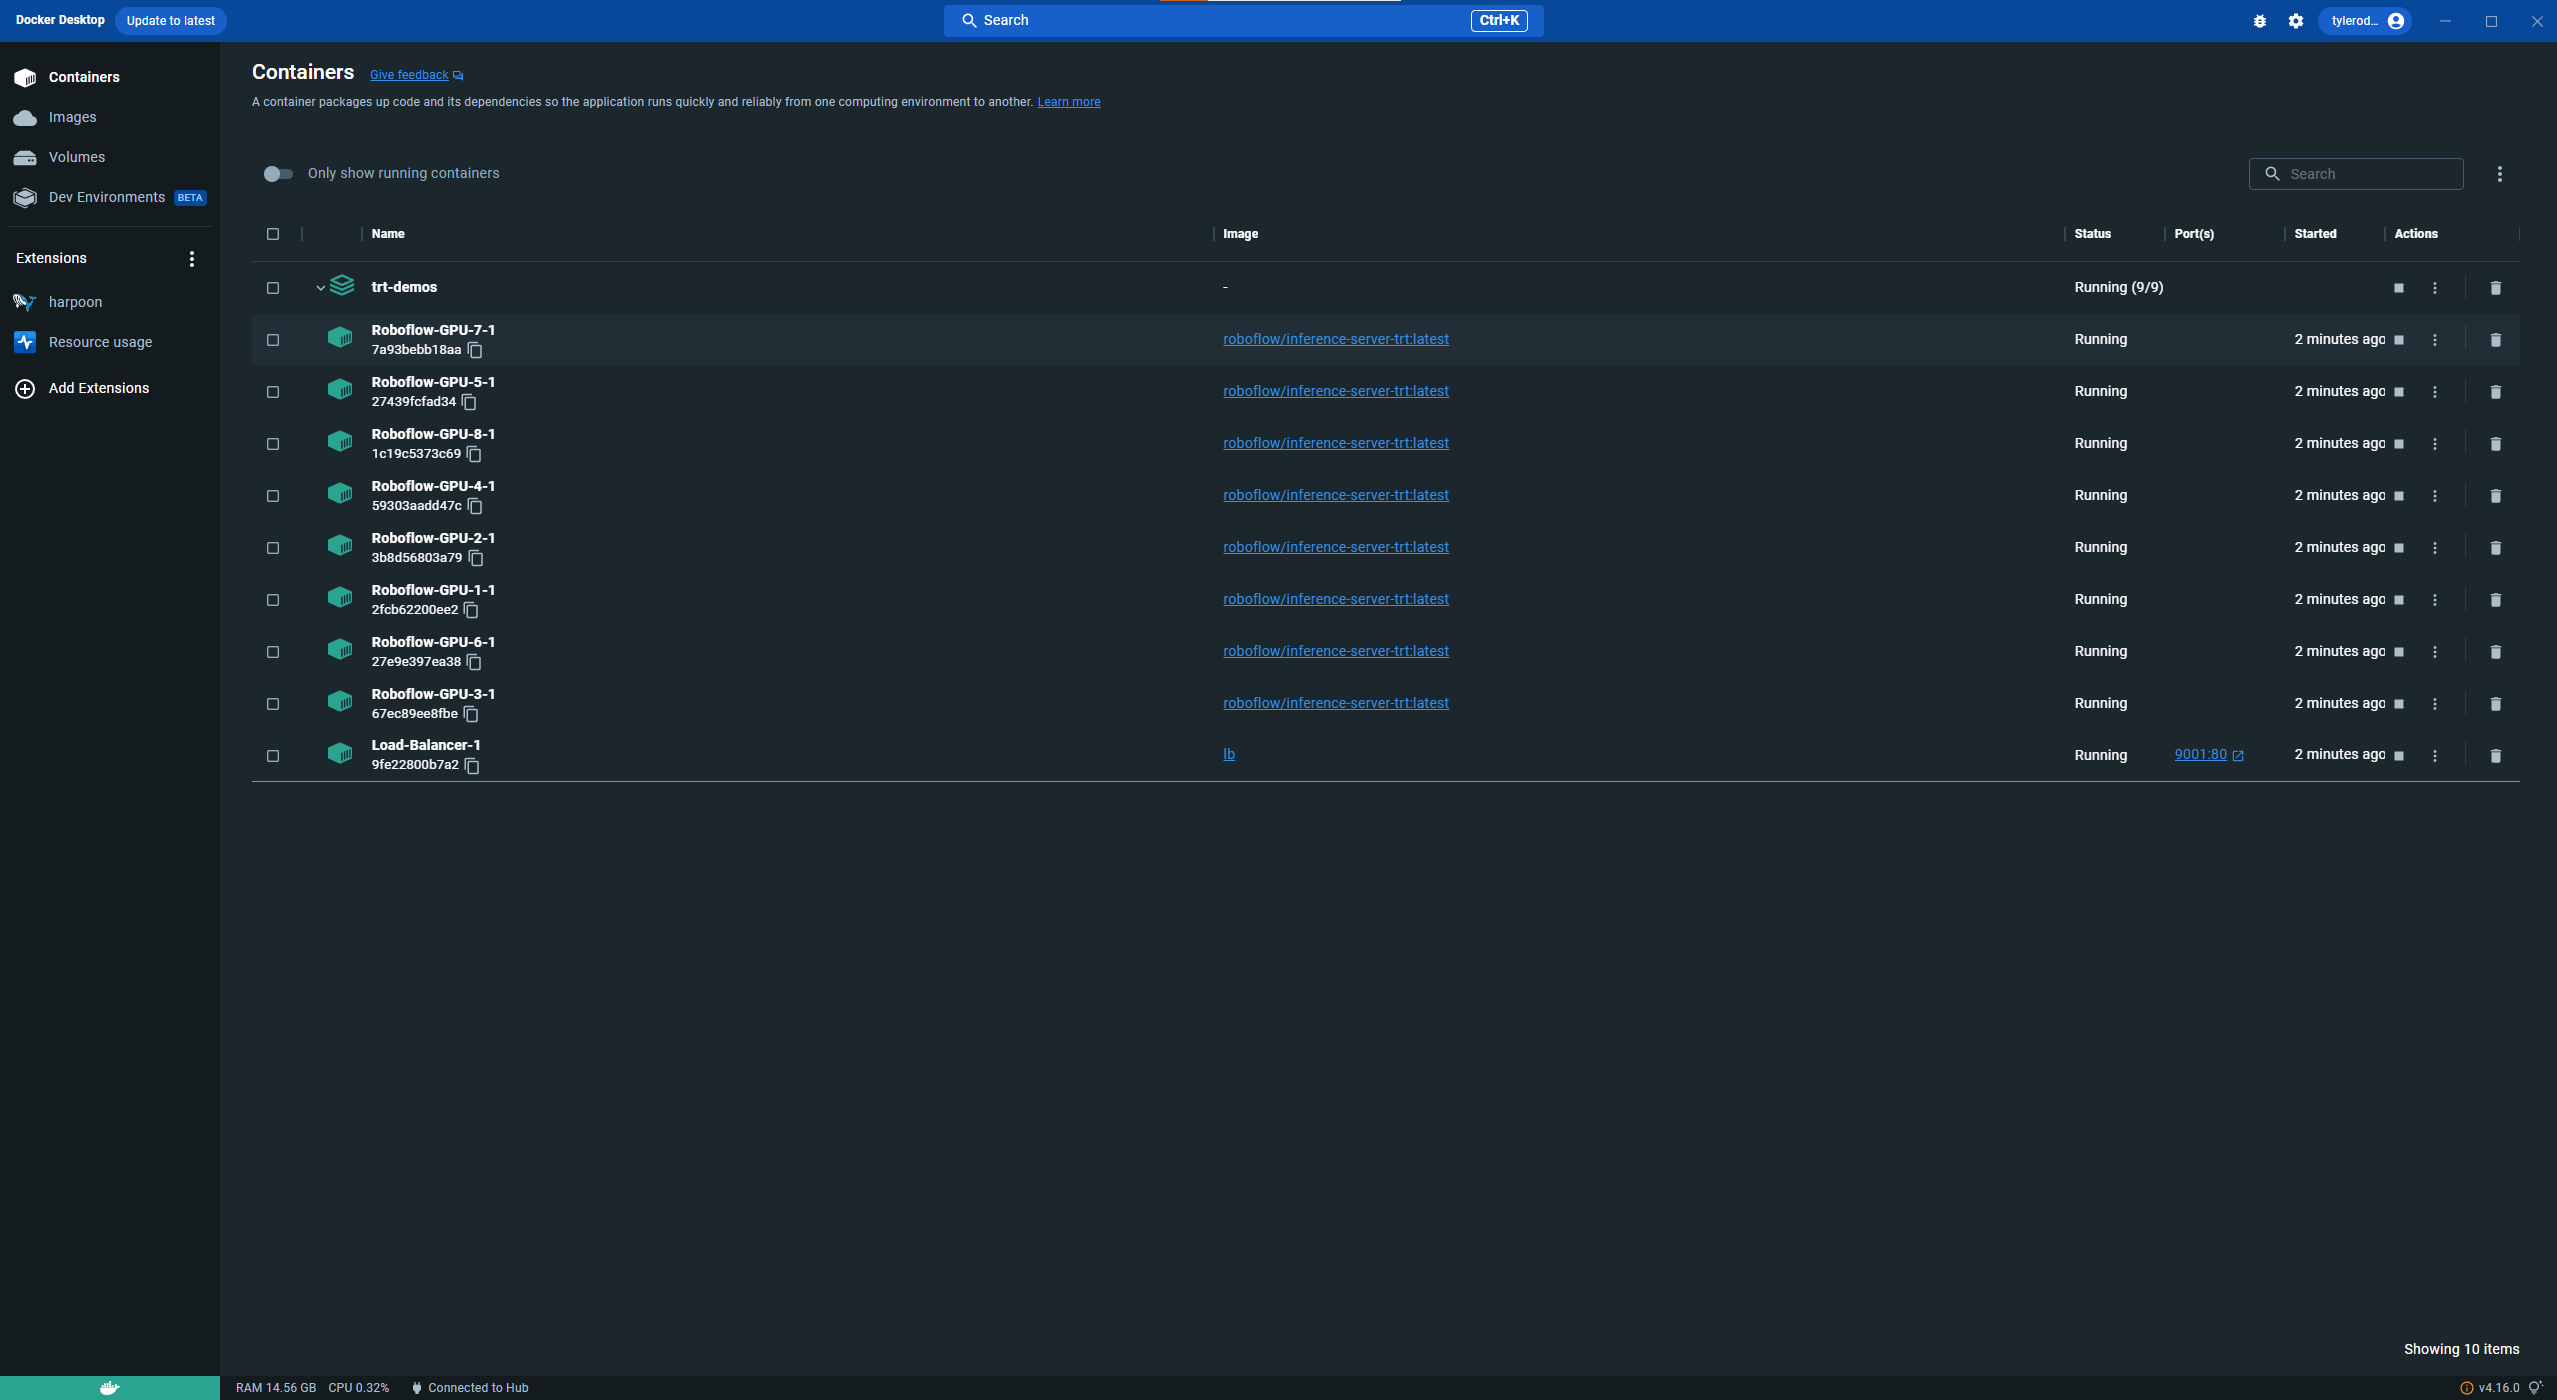 Docker Desktop Update to latest Search Ctrl+K tylerod...
Containers
Images
Volumes
Dev Environments BETA
Extensions
harpoon
Resource usage
Add Extensions
Containers Give feedback
A container packages up code and its dependencies so the application runs quickly and reliably from one computing environment to another. Learn more
Only show running containers Search
Name Image Status Port(s) Started Actions
trt-demos - Running (9/9)
Roboflow-GPU-7-1
7a93bebb18aa roboflow/inference-server-trt:latest Running 2 minutes ago
Roboflow-GPU-5-1
27439fcfad34 roboflow/inference-server-trt:latest Running 2 minutes ago
Roboflow-GPU-8-1
1c19c5373c69 roboflow/inference-server-trt:latest Running 2 minutes ago
Roboflow-GPU-4-1
59303aadd47c roboflow/inference-server-trt:latest Running 2 minutes ago
Roboflow-GPU-2-1
3b8d56803a79 roboflow/inference-server-trt:latest Running 2 minutes ago
Roboflow-GPU-1-1
2fcb62200ee2 roboflow/inference-server-trt:latest Running 2 minutes ago
Roboflow-GPU-6-1
27e9e397ea38 roboflow/inference-server-trt:latest Running 2 minutes ago
Roboflow-GPU-3-1
67ec89ee8fbe roboflow/inference-server-trt:latest Running 2 minutes ago
Load-Balancer-1
9fe22800b7a2 lb Running 9001:80 2 minutes ago
Showing 10 items
RAM 14.56 GB CPU 0.32% Connected to Hub v4.16.0